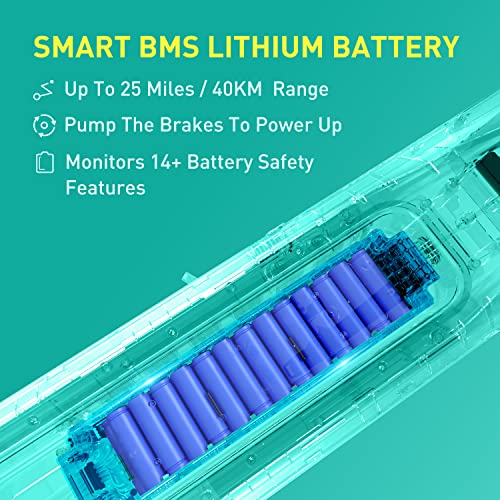 SMART BMS LITHIUM BATTERY
Up To 25 Miles / 40KM Range
Pump The Brakes To Power Up
Monitors 14+ Battery Safety
Features